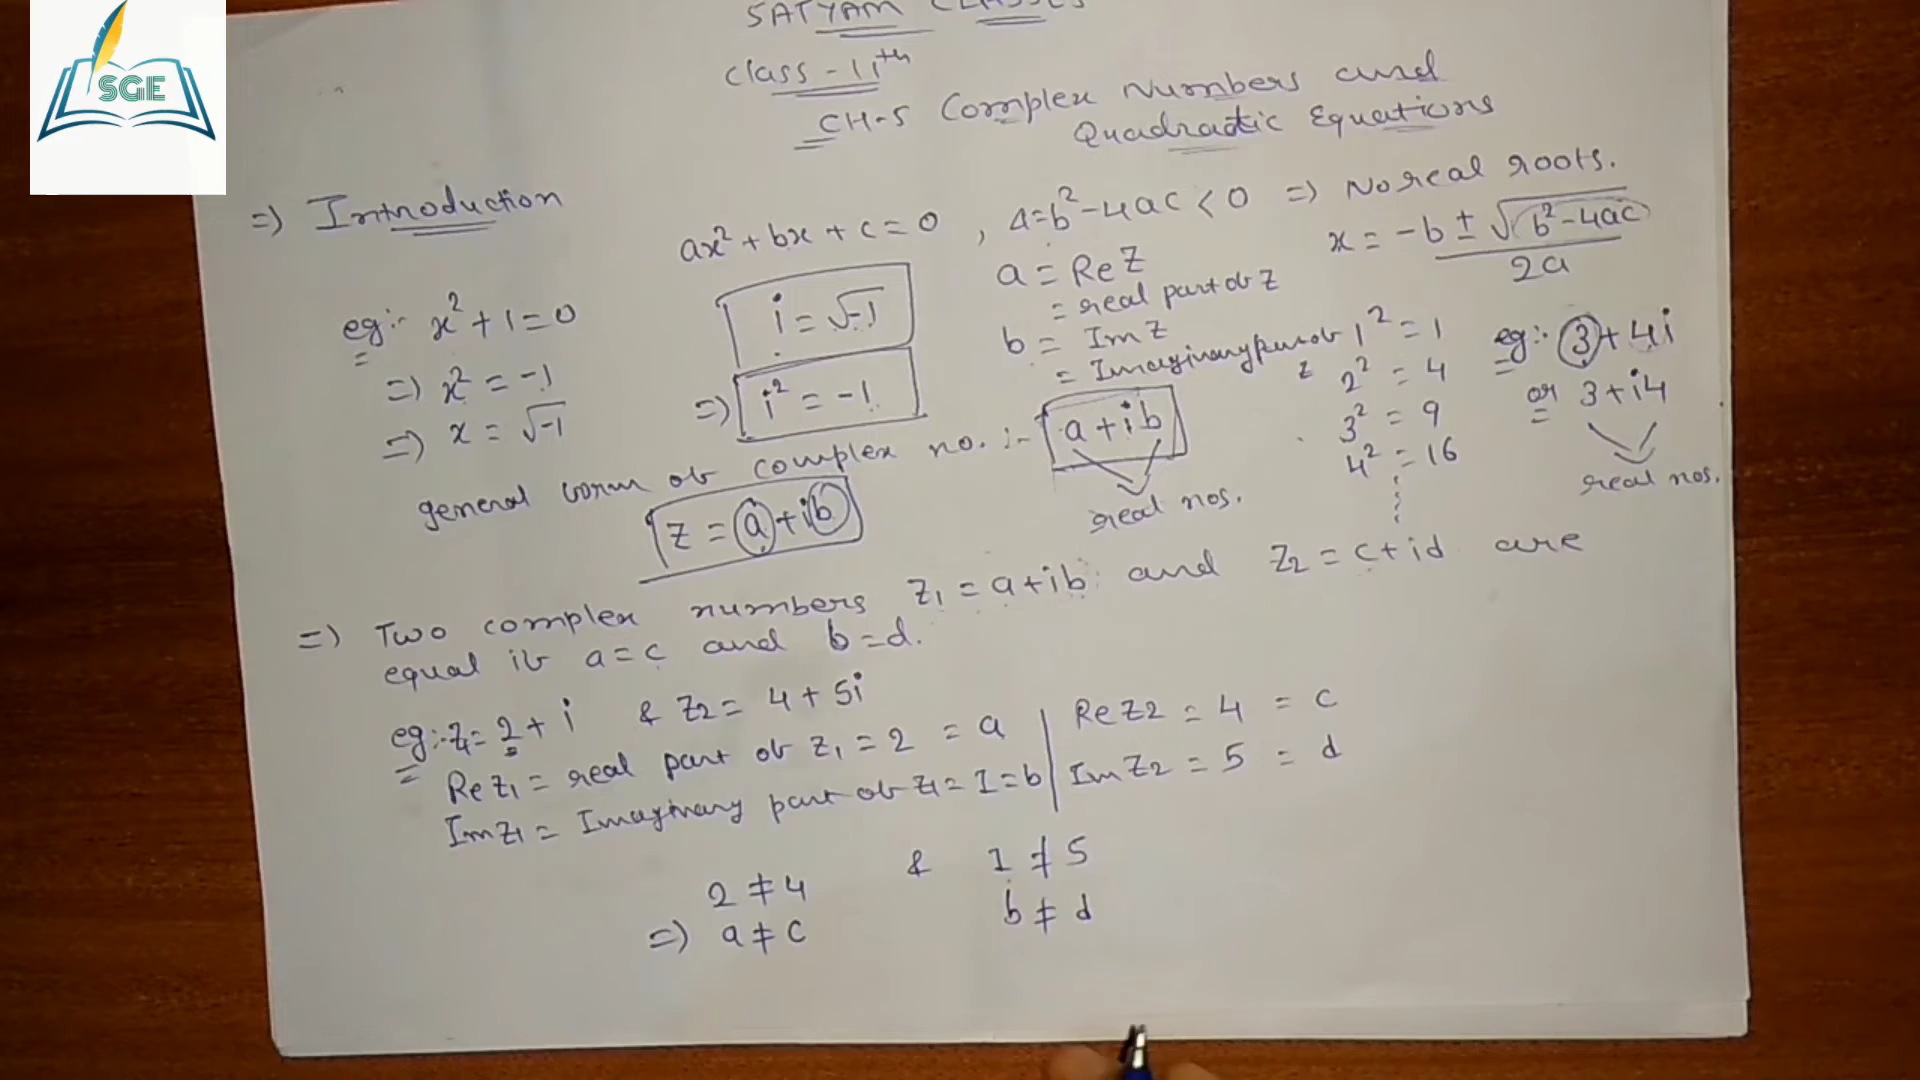 SGE
SATYAM CLASSES
Class - 11th
CH-5 Complex Numbers and
Quadratic Equations
=) Introduction
ax²+bx+c=0 , Δ=b²-4ac<0 =) No real roots.
x = -b ± √b²-4ac
2a
eg:- x²+1=0
=) x² = -1
=) x = √-1
i = √-1
=) i² = -1
a = Re Z
= real part of Z
b = Im Z
= Imaginary part of
z
1² = 1
2² = 4
3² = 9
4² = 16
eg:- 3+4i
or 3+i4
real nos.
general form of complex no. :- a+ib
real nos.
Z = a+ib
=) Two complex numbers Z₁ = a+ib and Z₂ = c+id are
equal if a=c and b=d.
eg:- Z₁= 2+i & Z₂ = 4+5i
Re Z₁ = real part of Z₁ = 2 = a
Im Z₁ = Imaginary part of Z₁ = 1 = b
Re Z2 = 4 = c
Im Z2 = 5 = d
2 ≠ 4 & 1 ≠ 5
=) a ≠ c b ≠ d